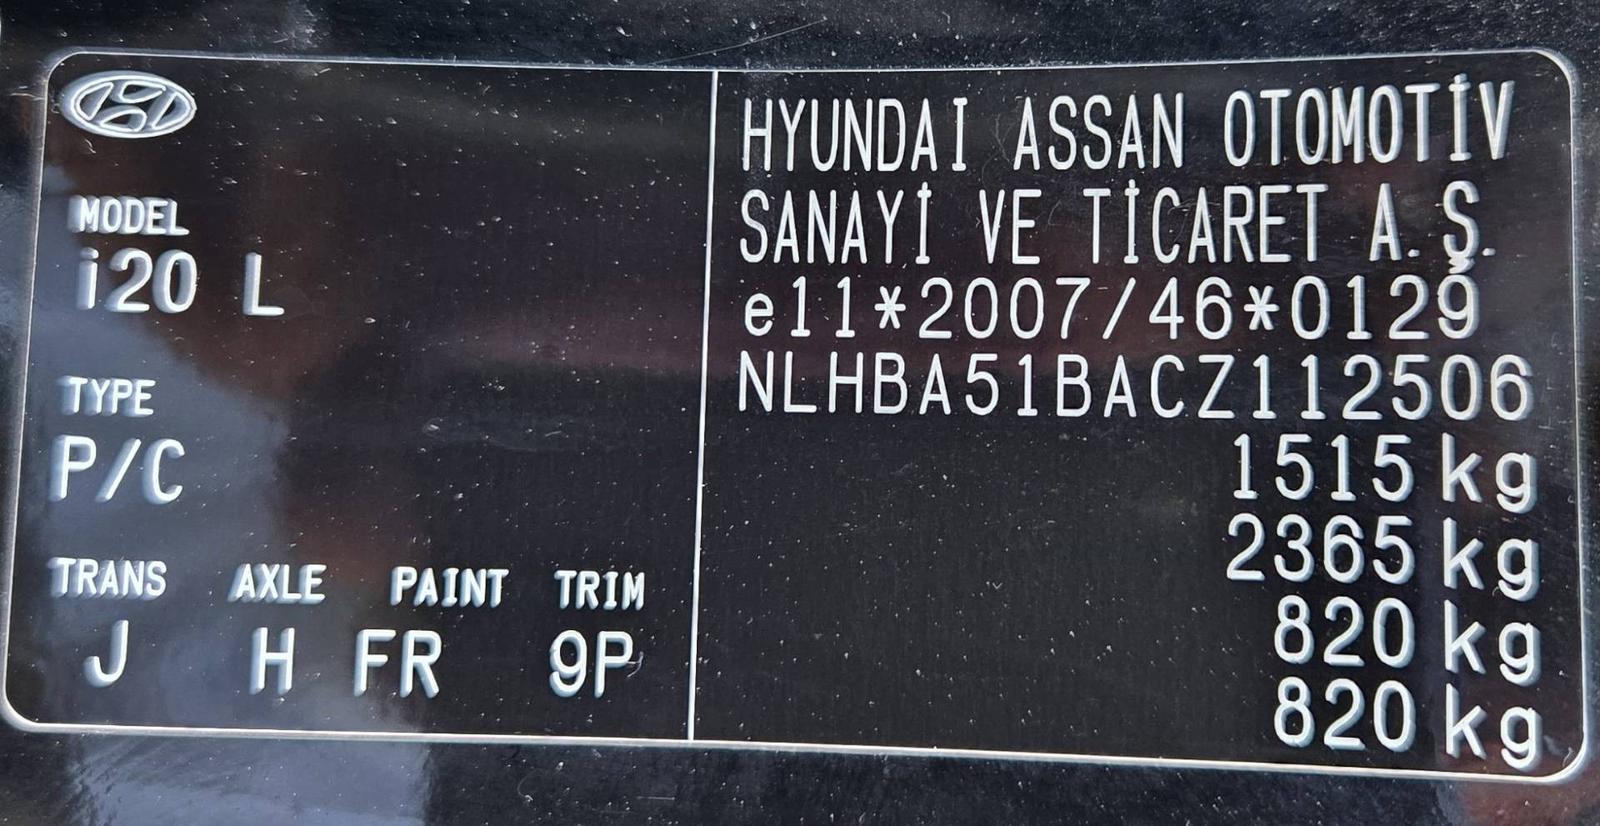 MODEL
i20 L
TYPE
P/C
TRANS AXLE PAINT TRIM
J H FR 9P
HYUNDAI ASSAN OTOMOTİV
SANAYİ VE TİCARET A.Ş.
e11*2007/46*0129
NLHBA51BACZ112506
1515 kg
2365 kg
820 kg
820 kg